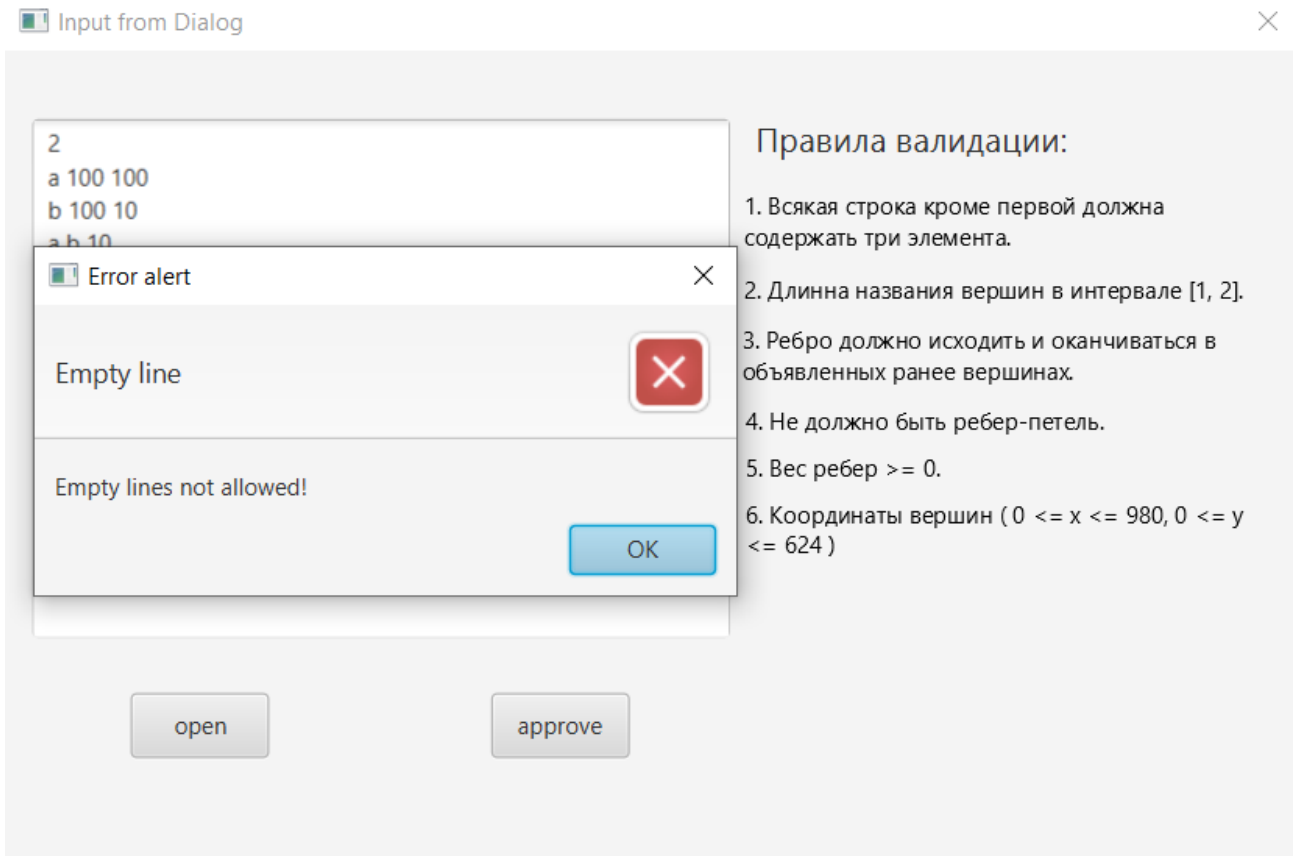 Input from Dialog
2
a 100 100
b 100 10
a b 10
Error alert
Empty line
Empty lines not allowed!
OK
open
approve
Правила валидации:
1. Всякая строка кроме первой должна
содержать три элемента.
2. Длинна названия вершин в интервале [1, 2].
3. Ребро должно исходить и оканчиваться в
объявленных ранее вершинах.
4. Не должно быть ребер-петель.
5. Вес ребер >= 0.
6. Координаты вершин ( 0 <= x <= 980, 0 <= y
<= 624 )